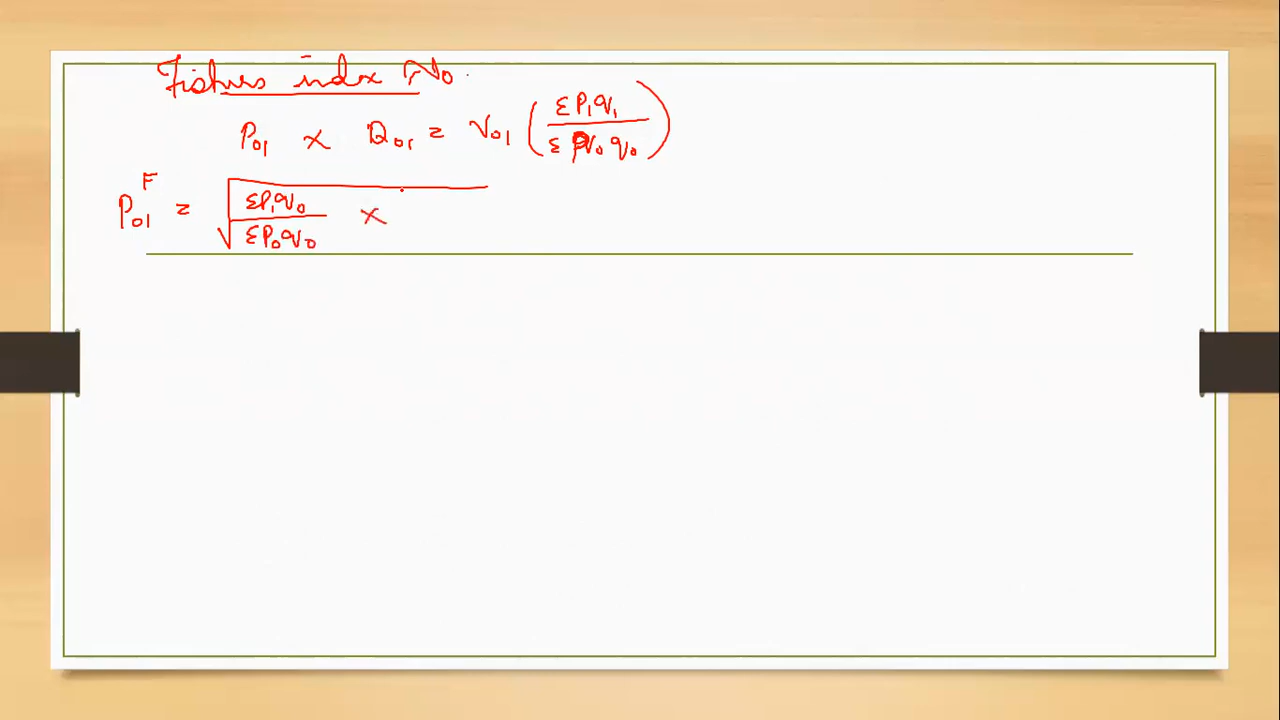 Fishers index No.
P₀₁ × Q₀₁ = V₀₁ (Σp₁q₁ / Σp₀q₀)
P₀₁ᶠ = √(Σp₁q₀ / Σp₀q₀ ×